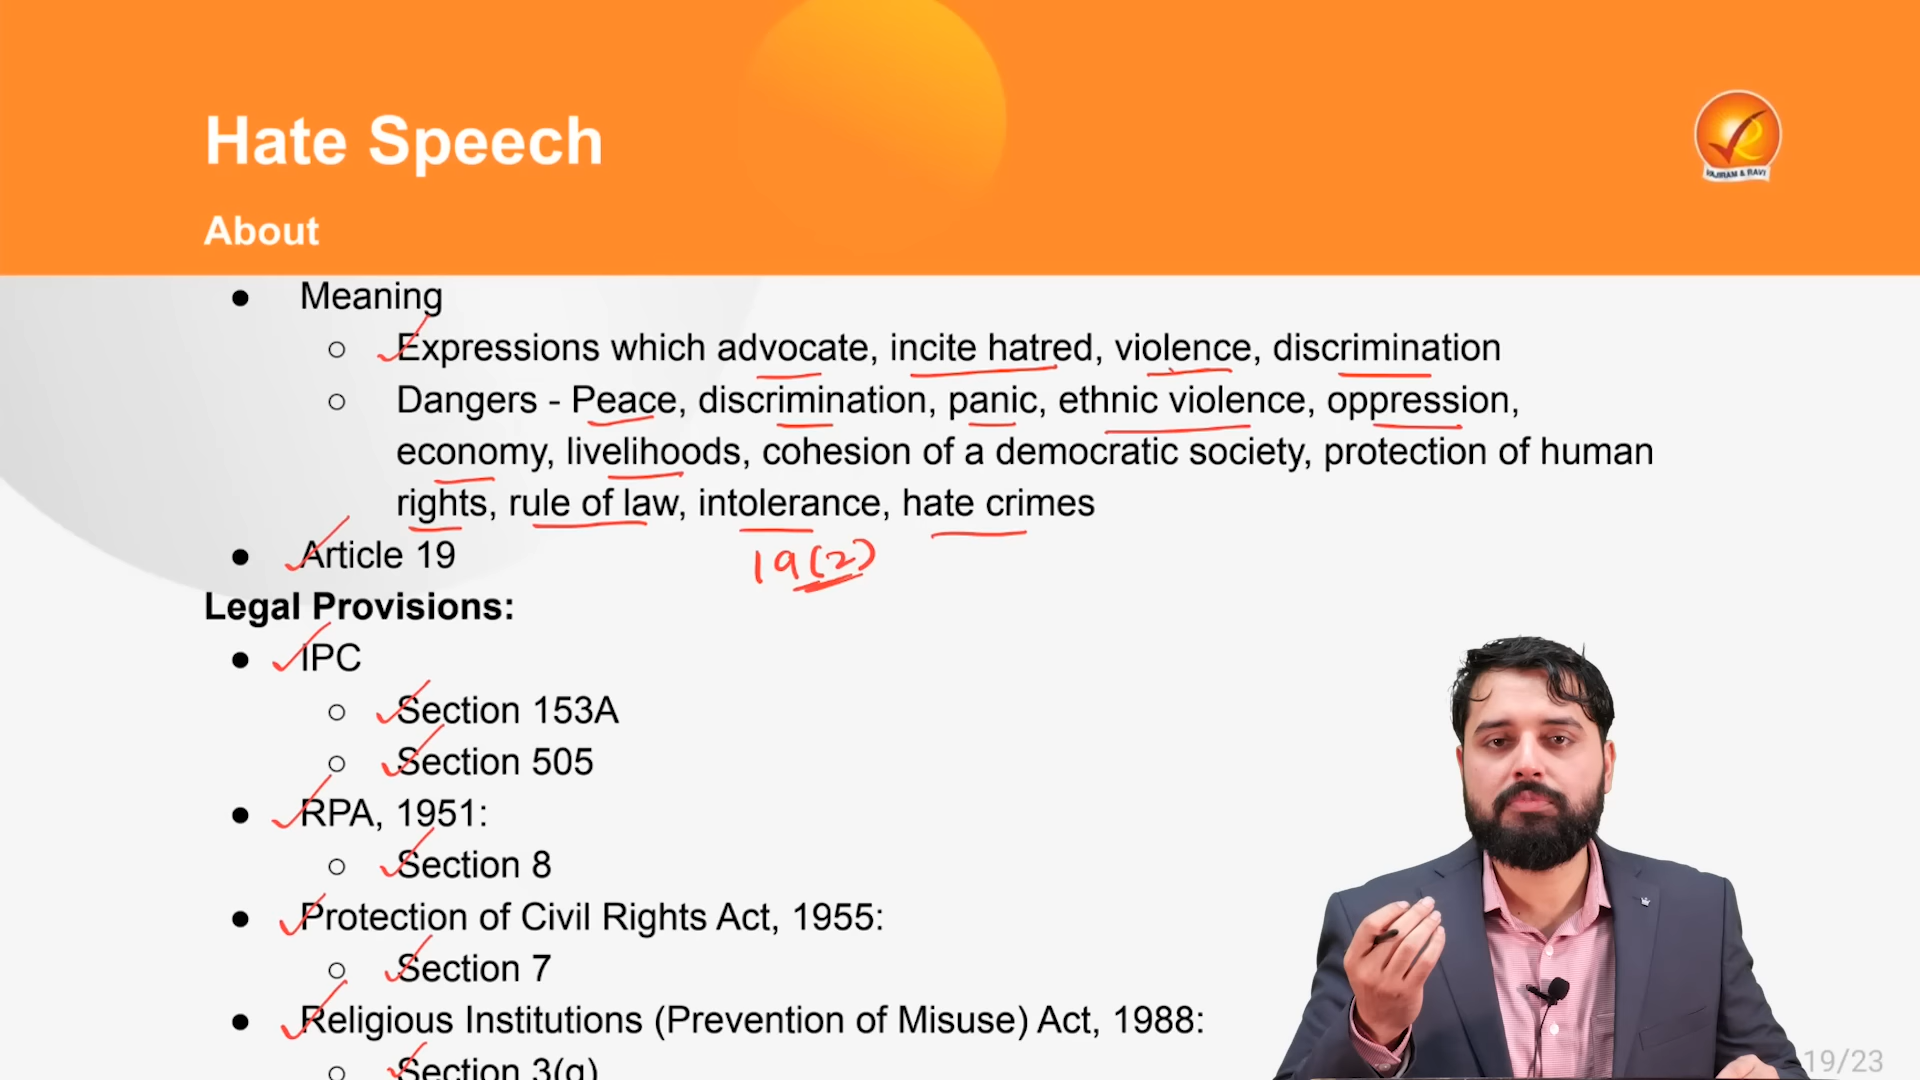 Hate Speech
VAJIRAM & RAVI
About
● Meaning
○ Expressions which advocate, incite hatred, violence, discrimination
○ Dangers - Peace, discrimination, panic, ethnic violence, oppression,
economy, livelihoods, cohesion of a democratic society, protection of human
rights, rule of law, intolerance, hate crimes
● Article 19
19(2)
Legal Provisions:
● IPC
○ Section 153A
○ Section 505
● RPA, 1951:
○ Section 8
● Protection of Civil Rights Act, 1955:
○ Section 7
● Religious Institutions (Prevention of Misuse) Act, 1988:
○ Section 3(g)
19/23